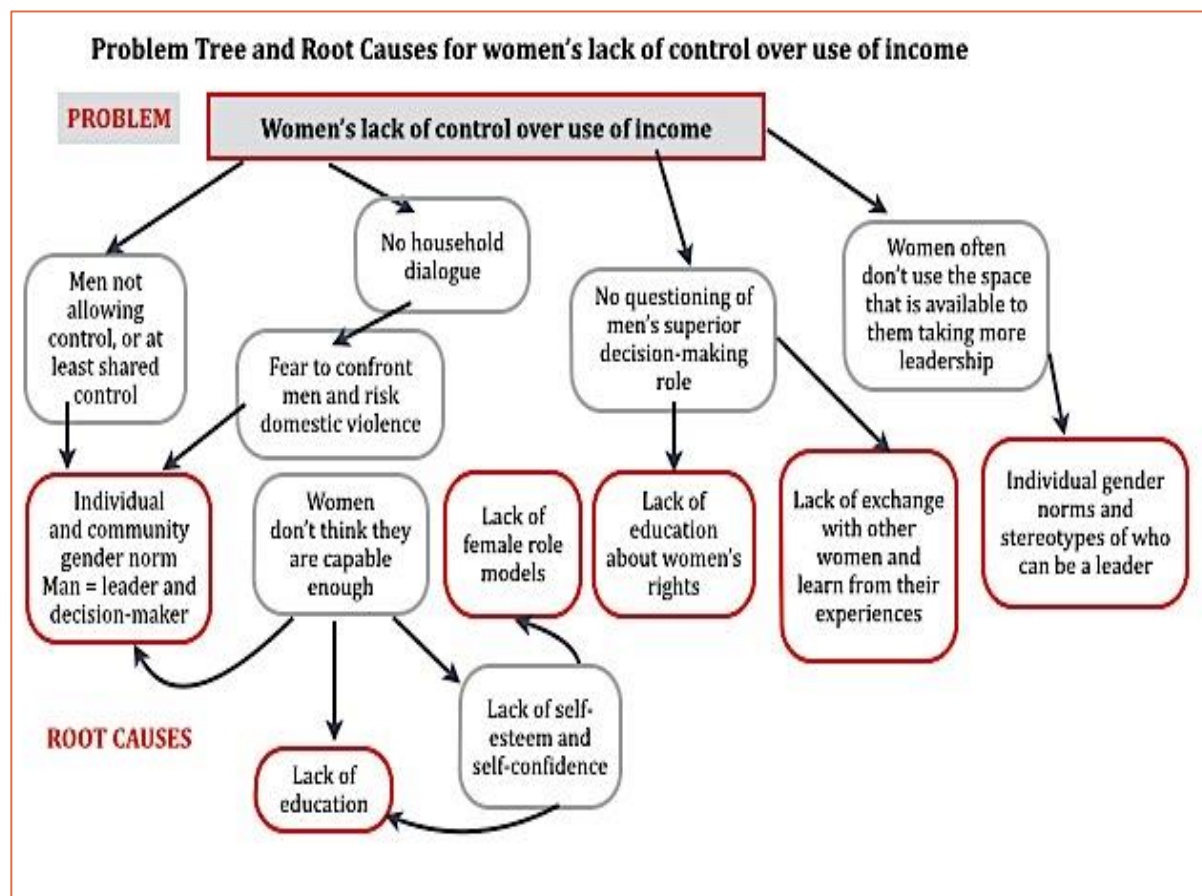 Problem Tree and Root Causes for women's lack of control over use of income
PROBLEM
Women's lack of control over use of income
Men not
allowing
control, or at
least shared
control
No household
dialogue
Fear to confront
men and risk
domestic violence
No questioning of
men's superior
decision-making
role
Women often
don't use the space
that is available to
them taking more
leadership
Individual
and community
gender norm
Man = leader and
decision-maker
Women
don't think they
are capable
enough
Lack of
female role
models
Lack of
education
about women's
rights
Lack of exchange
with other
women and
learn from their
experiences
Individual gender
norms and
stereotypes of who
can be a leader
ROOT CAUSES
Lack of
education
Lack of self-
esteem and
self-confidence